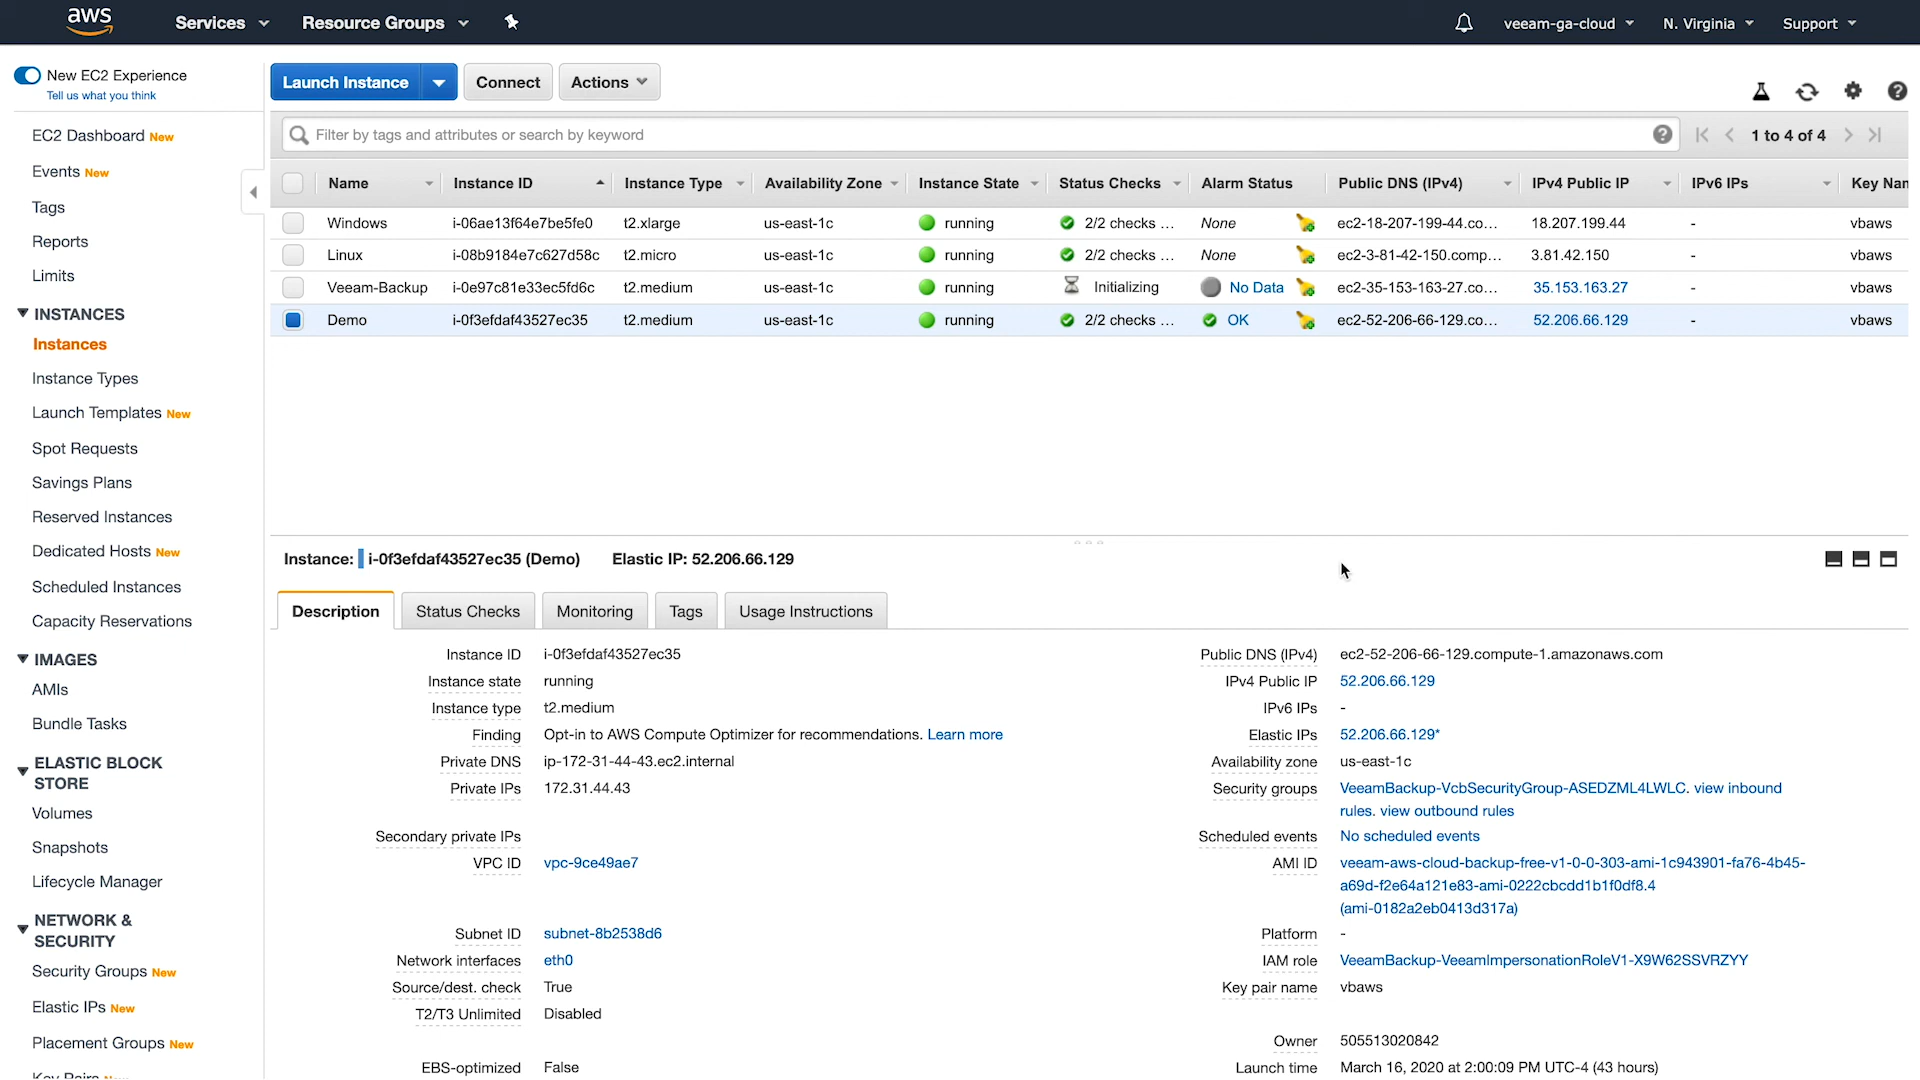 aws Services Resource Groups veeam-ga-cloud N. Virginia Support
New EC2 Experience
Tell us what you think
EC2 Dashboard New
Events New
Tags
Reports
Limits
INSTANCES
Instances
Instance Types
Launch Templates New
Spot Requests
Savings Plans
Reserved Instances
Dedicated Hosts New
Scheduled Instances
Capacity Reservations
IMAGES
AMIs
Bundle Tasks
ELASTIC BLOCK
STORE
Volumes
Snapshots
Lifecycle Manager
NETWORK &
SECURITY
Security Groups New
Elastic IPs New
Placement Groups New
Launch Instance Connect Actions
Filter by tags and attributes or search by keyword 1 to 4 of 4
Name Instance ID Instance Type Availability Zone Instance State Status Checks Alarm Status Public DNS (IPv4) IPv4 Public IP IPv6 IPs Key Nan
Windows i-06ae13f64e7be5fe0 t2.xlarge us-east-1c running 2/2 checks ... None ec2-18-207-199-44.co... 18.207.199.44 - vbaws
Linux i-08b9184e7c627d58c t2.micro us-east-1c running 2/2 checks ... None ec2-3-81-42-150.comp... 3.81.42.150 - vbaws
Veeam-Backup i-0e97c81e33ec5fd6c t2.medium us-east-1c running Initializing No Data ec2-35-153-163-27.co... 35.153.163.27 - vbaws
Demo i-0f3efdaf43527ec35 t2.medium us-east-1c running 2/2 checks ... OK ec2-52-206-66-129.co... 52.206.66.129 - vbaws
Instance: i-0f3efdaf43527ec35 (Demo) Elastic IP: 52.206.66.129
Description Status Checks Monitoring Tags Usage Instructions
Instance ID i-0f3efdaf43527ec35
Instance state running
Instance type t2.medium
Finding Opt-in to AWS Compute Optimizer for recommendations. Learn more
Private DNS ip-172-31-44-43.ec2.internal
Private IPs 172.31.44.43
Secondary private IPs
VPC ID vpc-9ce49ae7
Subnet ID subnet-8b2538d6
Network interfaces eth0
Source/dest. check True
T2/T3 Unlimited Disabled
EBS-optimized False
Public DNS (IPv4) ec2-52-206-66-129.compute-1.amazonaws.com
IPv4 Public IP 52.206.66.129
IPv6 IPs -
Elastic IPs 52.206.66.129*
Availability zone us-east-1c
Security groups VeeamBackup-VcbSecurityGroup-ASEDZML4LWLC. view inbound
rules. view outbound rules
Scheduled events No scheduled events
AMI ID veeam-aws-cloud-backup-free-v1-0-0-303-ami-1c943901-fa76-4b45-
a69d-f2e64a121e83-ami-0222cbcdd1b1f0df8.4
(ami-0182a2eb0413d317a)
Platform -
IAM role VeeamBackup-VeeamImpersonationRoleV1-X9W62SSVRZYY
Key pair name vbaws
Owner 505513020842
Launch time March 16, 2020 at 2:00:09 PM UTC-4 (43 hours)